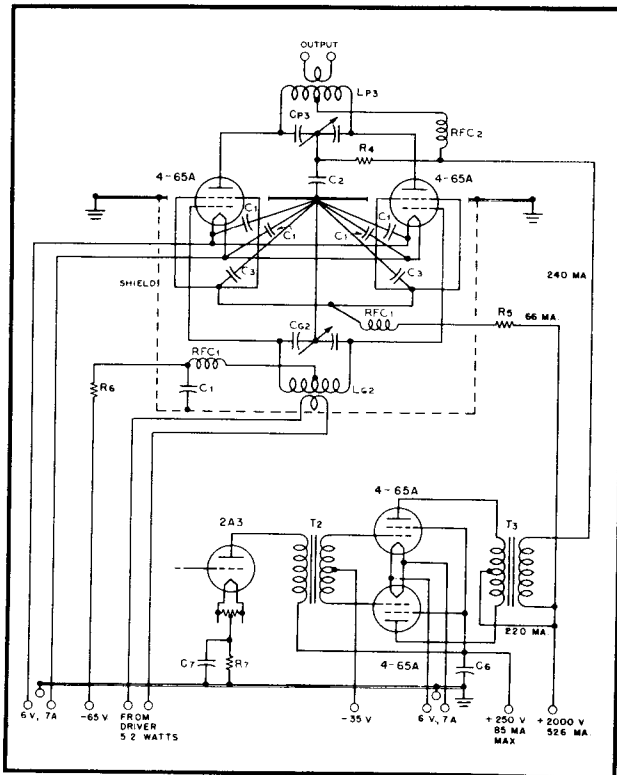 OUTPUT
LP3
CP3
RFC2
R4
4-65A
C2
4-65A
C1
C1
C1
C1
C3
C3
SHIELD
240 MA.
RFC1
R5
66 MA.
CG2
RFC1
R6
C1
LG2
4-65A
2A3
T2
T3
220 MA.
4-65A
C7
R7
C6
6 V, 7A
-65 V
FROM
DRIVER
5.2 WATTS
-35 V
6 V, 7A
+250 V
85 MA
MAX
+2000 V
526 MA.